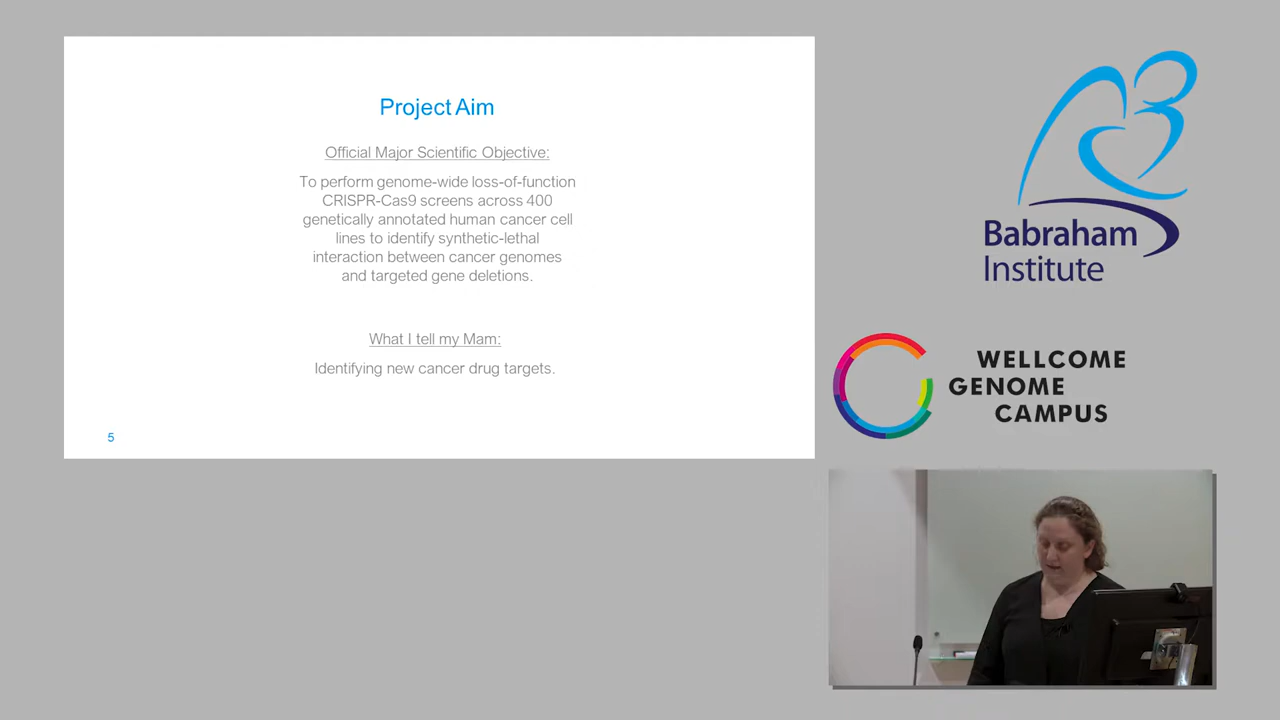 Project Aim
Official Major Scientific Objective:
To perform genome-wide loss-of-function
CRISPR-Cas9 screens across 400
genetically annotated human cancer cell
lines to identify synthetic-lethal
interaction between cancer genomes
and targeted gene deletions.
What I tell my Mam:
Identifying new cancer drug targets.
5
Babraham
Institute
WELLCOME
GENOME
CAMPUS